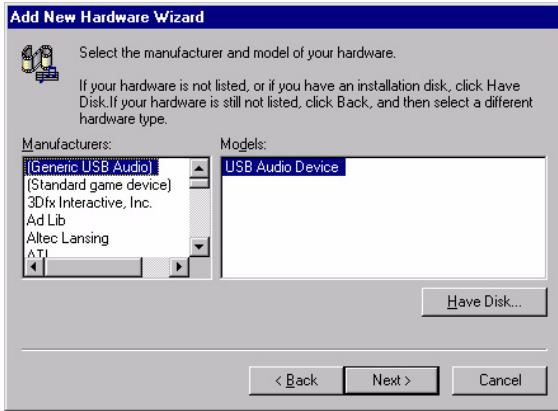 Add New Hardware Wizard
Select the manufacturer and model of your hardware.
If your hardware is not listed, or if you have an installation disk, click Have
Disk.If your hardware is still not listed, click Back, and then select a different
hardware type.
Manufacturers:
(Generic USB Audio)
(Standard game device)
3Dfx Interactive, Inc.
Ad Lib
Altec Lansing
ATI
Models:
USB Audio Device
Have Disk...
< Back
Next >
Cancel